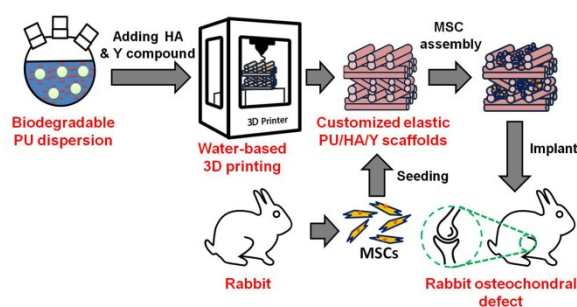 Adding HA
& Y compound
MSC
assembly
3D Printer
Biodegradable
PU dispersion
Water-based
3D printing
Customized elastic
PU/HA/Y scaffolds
Implant
Seeding
Rabbit
MSCs
Rabbit osteochondral
defect